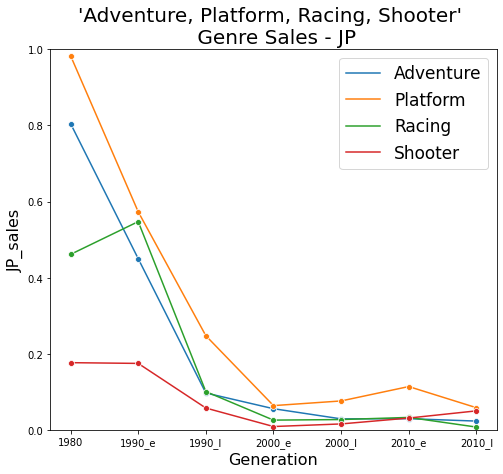 'Adventure, Platform, Racing, Shooter'
Genre Sales - JP
Adventure
Platform
Racing
Shooter
JP_sales
1.0
0.8
0.6
0.4
0.2
0.0
1980 1990_e 1990_l 2000_e 2000_l 2010_e 2010_l
Generation